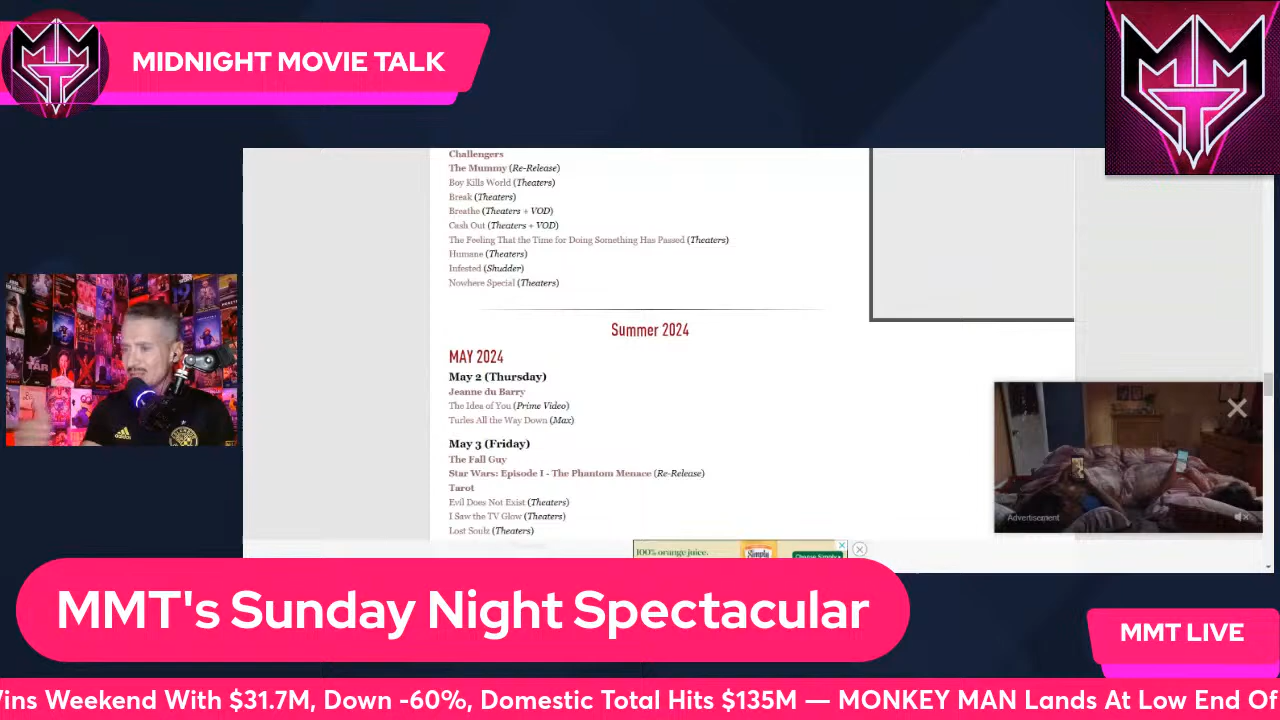 MIDNIGHT MOVIE TALK
Challengers
The Mummy (Re-Release)
Boy Kills World (Theaters)
Break (Theaters)
Breathe (Theaters + VOD)
Cash Out (Theaters + VOD)
The Feeling That the Time for Doing Something Has Passed (Theaters)
Humane (Theaters)
Infested (Shudder)
Nowhere Special (Theaters)
Summer 2024
MAY 2024
May 2 (Thursday)
Jeanne du Barry
The Idea of You (Prime Video)
Turles All the Way Down (Max)
May 3 (Friday)
The Fall Guy
Star Wars: Episode I - The Phantom Menace (Re-Release)
Tarot
Evil Does Not Exist (Theaters)
I Saw the TV Glow (Theaters)
Lost Soulz (Theaters)
Advertisement
100% orange juice.
Simply
MMT's Sunday Night Spectacular
MMT LIVE
Wins Weekend With $31.7M, Down -60%, Domestic Total Hits $135M — MONKEY MAN Lands At Low End Of